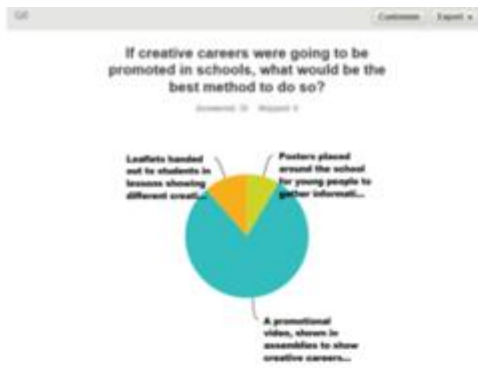 Customize Export
If creative careers were going to be
promoted in schools, what would be the
best method to do so?
Answered: Skipped:
Leaflets handed
out to students in
lessons showing
different creati...
Posters placed
around the school
for young people to
gather informati...
A promotional
video, shown in
assemblies to show
creative careers...